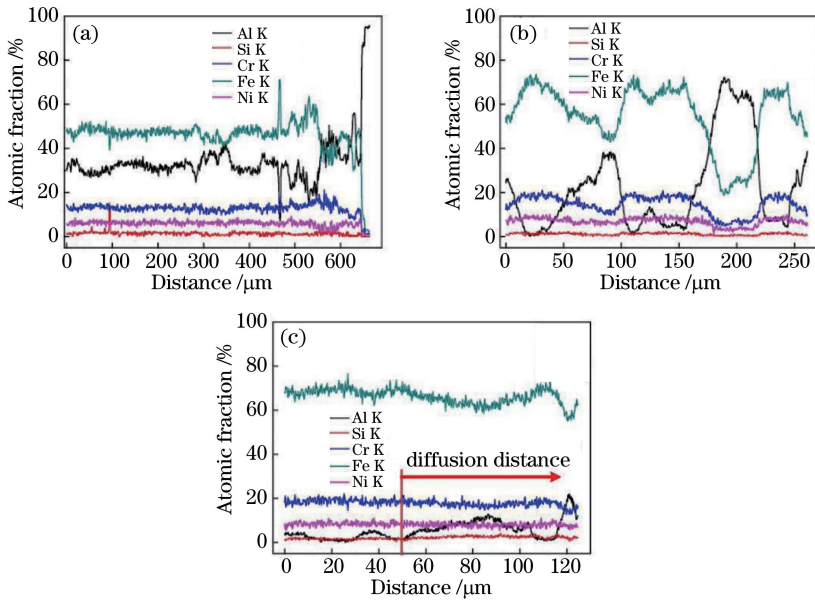 (a)
Al K
Si K
Cr K
Fe K
Ni K
100
80
60
40
20
0
Atomic fraction /%
0 100 200 300 400 500 600
Distance /μm
(b)
Al K
Si K
Cr K
Fe K
Ni K
100
80
60
40
20
0
Atomic fraction /%
0 50 100 150 200 250
Distance /μm
(c)
100
80
60
40
20
0
Atomic fraction /%
Al K
Si K
Cr K
Fe K
Ni K
diffusion distance
0 20 40 60 80 100 120
Distance /μm